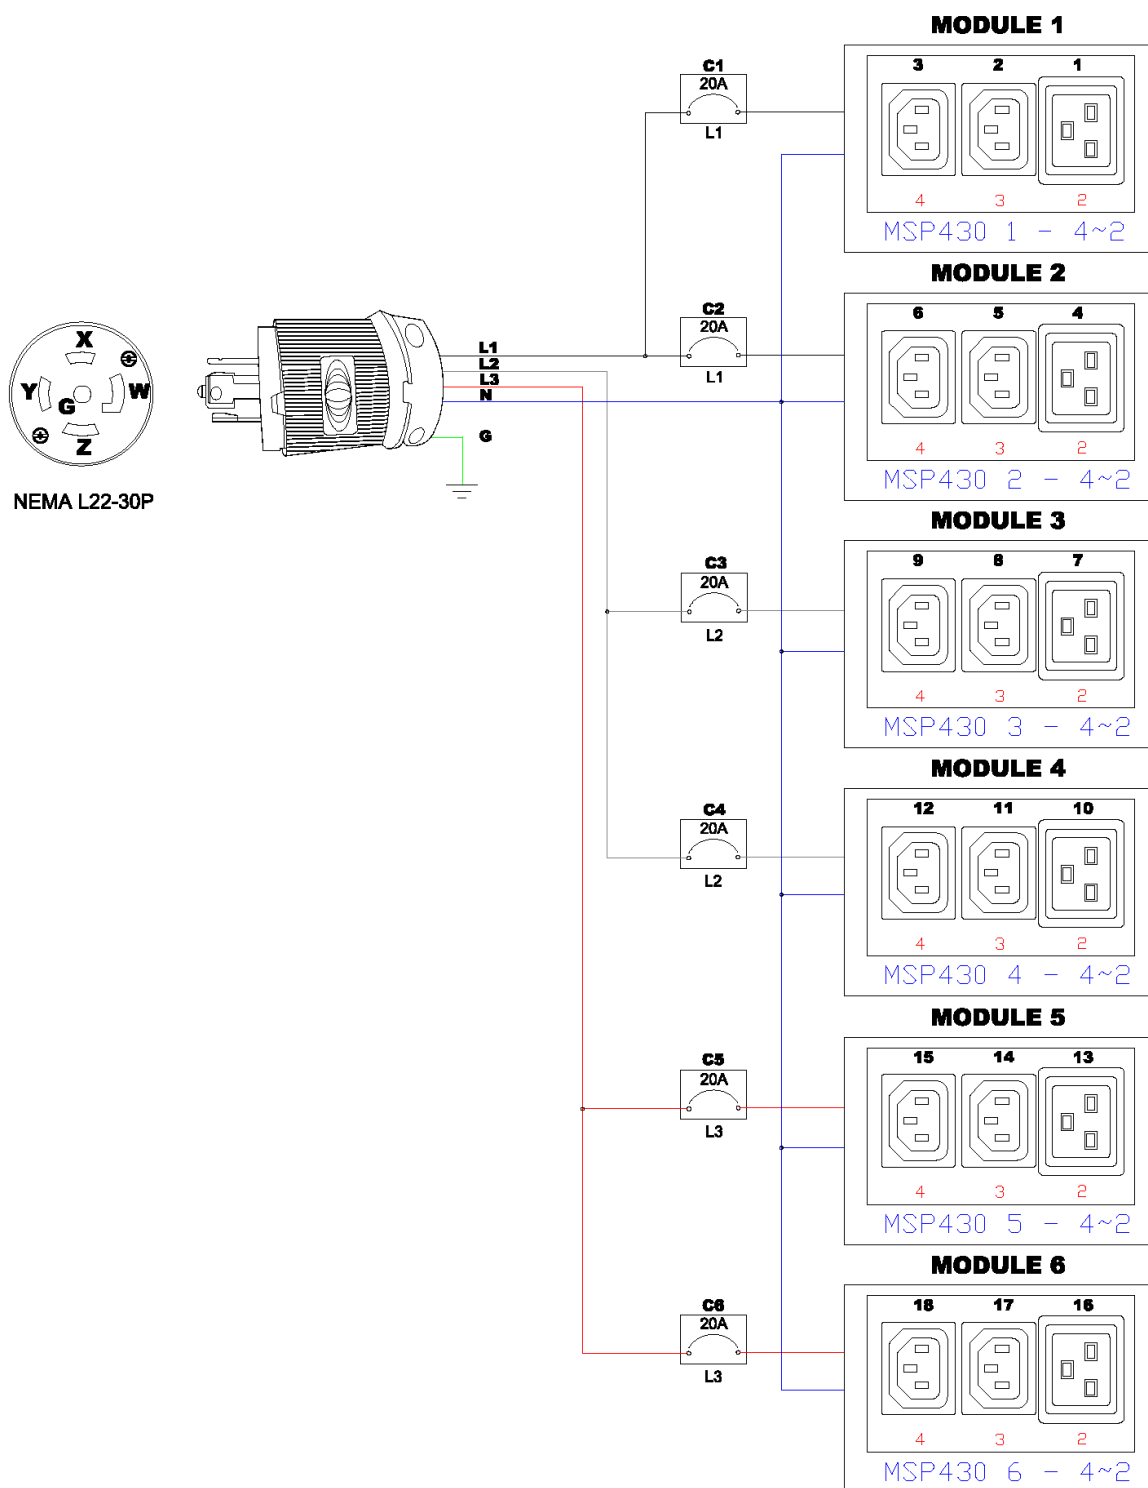 MODULE 1
C1
20A
L1
3 2 1
4 3 2
MSP430 1 - 4~2
MODULE 2
C2
20A
L1
6 5 4
4 3 2
MSP430 2 - 4~2
X
Y
W
G
Z
NEMA L22-30P
L1
L2
L3
N
G
MODULE 3
C3
20A
L2
9 8 7
4 3 2
MSP430 3 - 4~2
MODULE 4
C4
20A
L2
12 11 10
4 3 2
MSP430 4 - 4~2
MODULE 5
C5
20A
L3
15 14 13
4 3 2
MSP430 5 - 4~2
MODULE 6
C6
20A
L3
18 17 16
4 3 2
MSP430 6 - 4~2